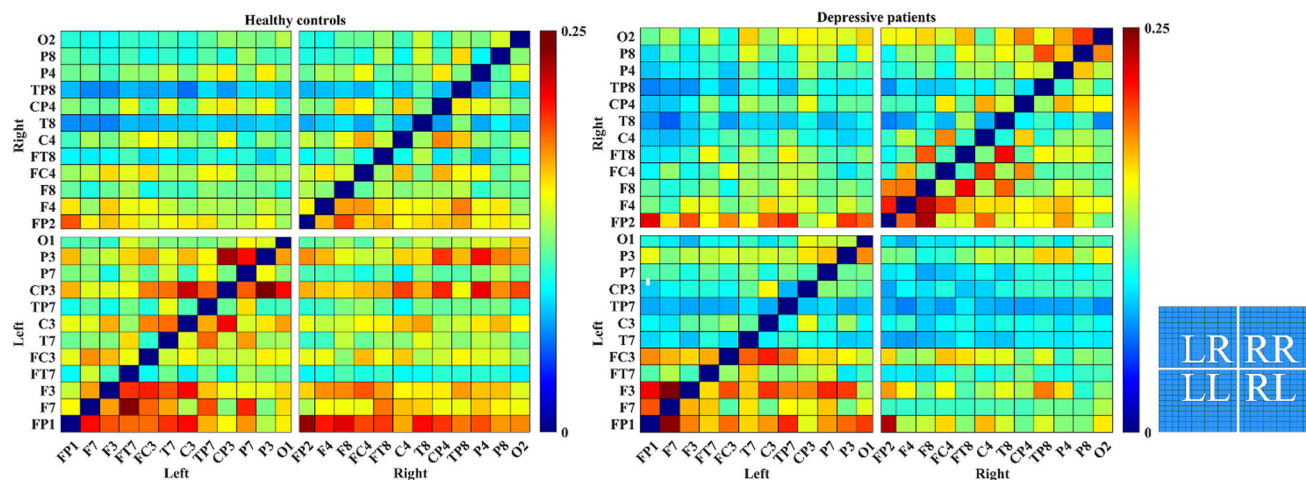 Healthy controls
Depressive patients
Right
O2
P8
P4
TP8
CP4
T8
C4
FT8
FC4
F8
F4
FP2
Left
O1
P3
P7
CP3
TP7
C3
T7
FC3
FT7
F3
F7
FP1
FP1 F7 F3 FT7 FC3 T7 C3 TP7 CP3 P7 P3 O1
Left
FP2 F4 F8 FC4 FT8 C4 T8 CP4 TP8 P4 P8 O2
Right
0.25
0
Right
O2
P8
P4
TP8
CP4
T8
C4
FT8
FC4
F8
F4
FP2
Left
O1
P3
P7
CP3
TP7
C3
T7
FC3
FT7
F3
F7
FP1
FP1 F7 F3 FT7 FC3 T7 C3 TP7 CP3 P7 P3 O1
Left
FP2 F4 F8 FC4 FT8 C4 T8 CP4 TP8 P4 P8 O2
Right
0.25
0
LR RR
LL RL